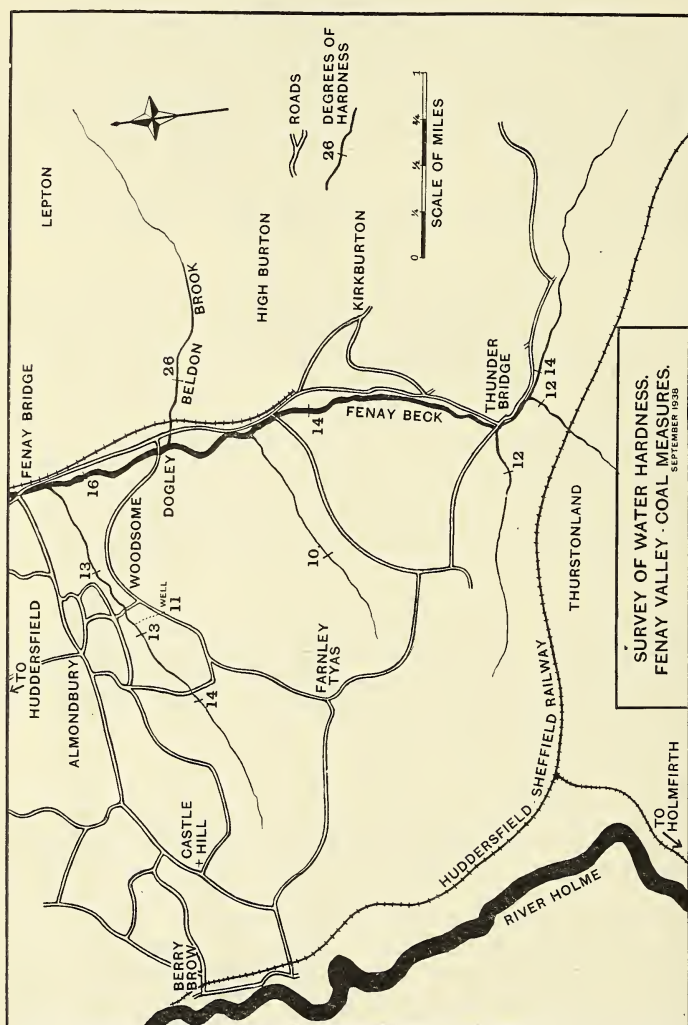 LEPTON
ROADS
26 DEGREES OF
HARDNESS
0 ¼ ½ ¾ 1
SCALE OF MILES
FENAY BRIDGE
26
BELDON BROOK
HIGH BURTON
KIRKBURTON
TO
HUDDERSFIELD
ALMONDBURY
13
16
WOODSOME
DOGLEY
13
WELL
11
14
14
FENAY BECK
10
THUNDER
BRIDGE
14
12
12
CASTLE
+ HILL
FARNLEY
TYAS
BERRY
BROW
THURSTONLAND
HUDDERSFIELD-SHEFFIELD RAILWAY
RIVER HOLME
TO
HOLMFIRTH
SURVEY OF WATER HARDNESS.
FENAY VALLEY · COAL MEASURES.
SEPTEMBER 1938